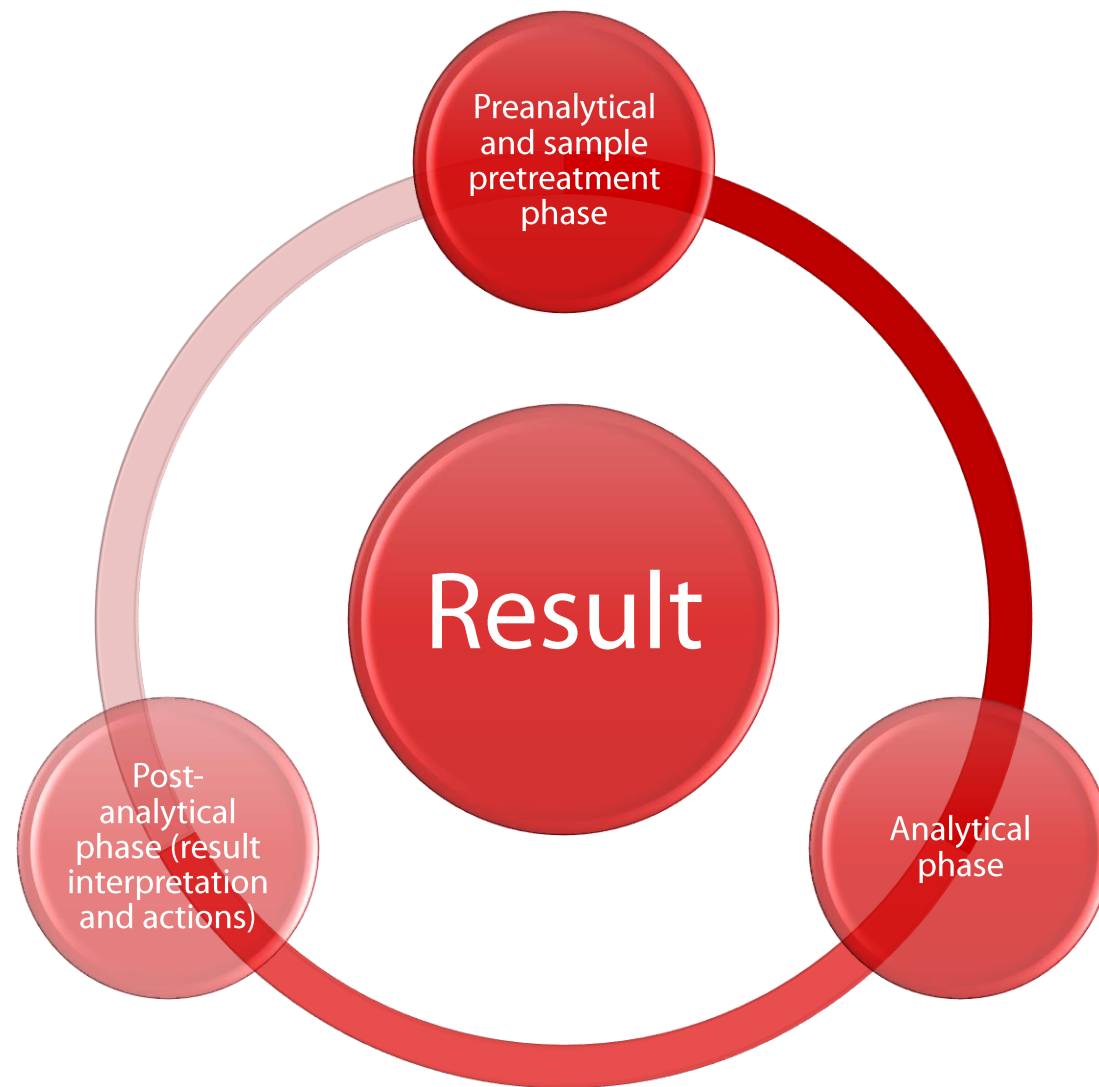 Preanalytical
and sample
pretreatment
phase
Result
Post-
analytical
phase (result
interpretation
and actions)
Analytical
phase